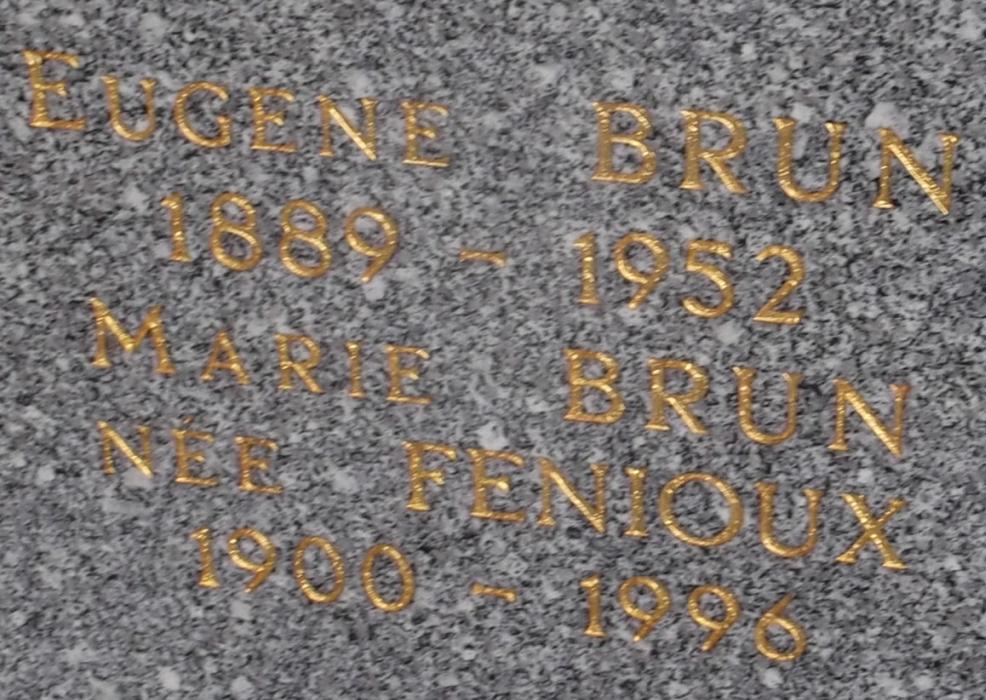 EUGENE BRUN
1889 - 1952
MARIE BRUN
NÉE FENIOUX
1900 - 1996